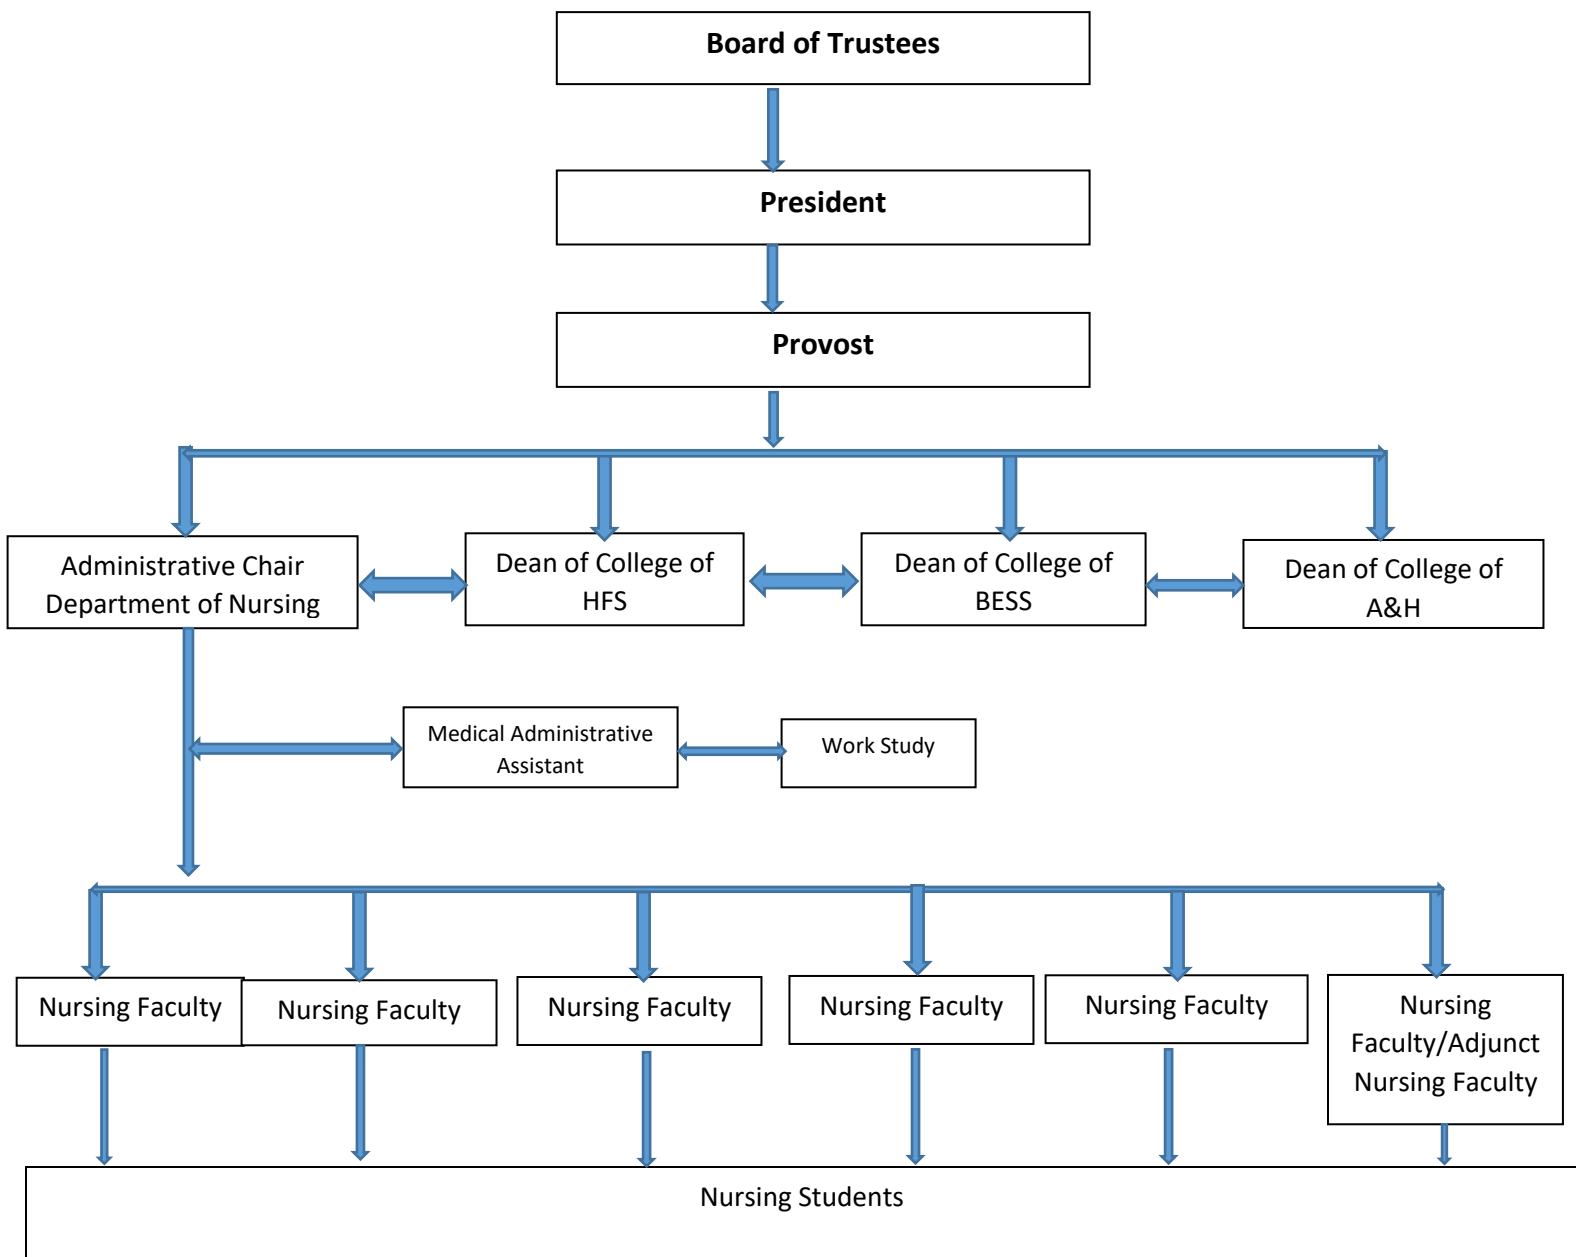 Board of Trustees
President
Provost
Administrative Chair
Department of Nursing
Dean of College of
HFS
Dean of College of
BESS
Dean of College of
A&H
Medical Administrative
Assistant
Work Study
Nursing Faculty
Nursing Faculty
Nursing Faculty
Nursing Faculty
Nursing Faculty
Nursing
Faculty/Adjunct
Nursing Faculty
Nursing Students